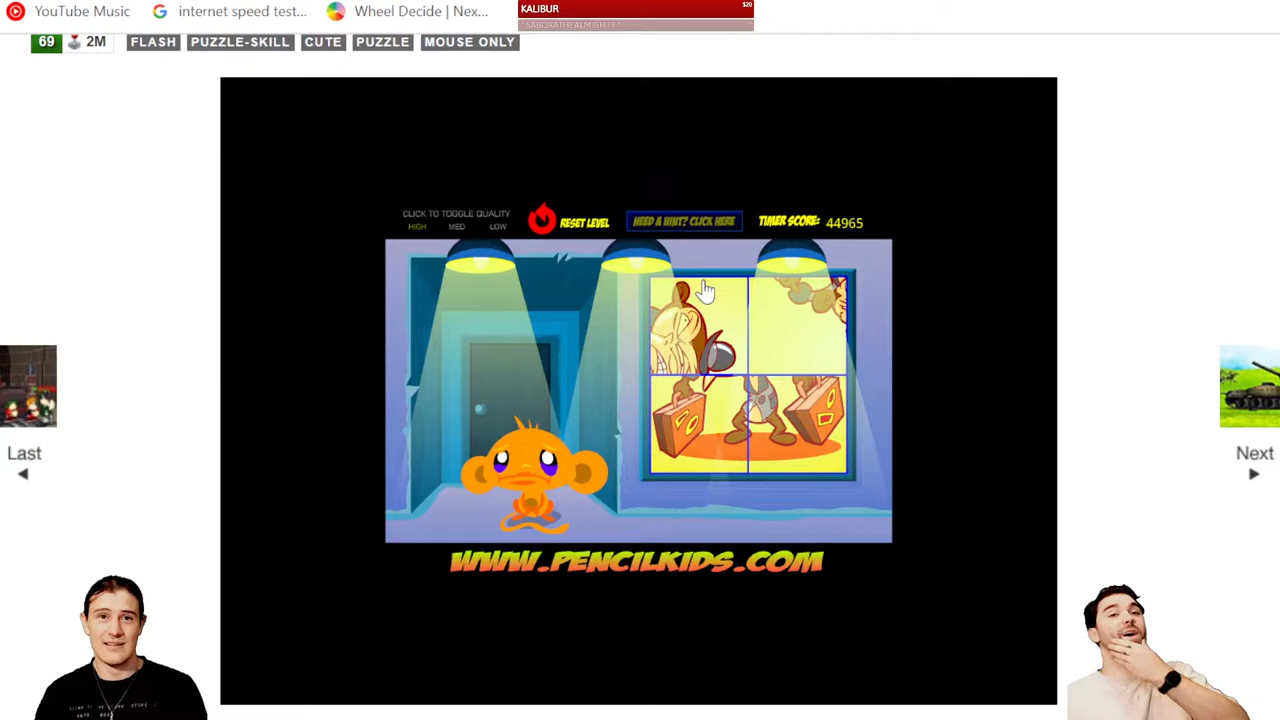 YouTube Music
internet speed test...
Wheel Decide | Nex...
KALIBUR
$20
* SABORATHEALMIGHTY *
69
2M
FLASH
PUZZLE-SKILL
CUTE
PUZZLE
MOUSE ONLY
CLICK TO TOGGLE QUALITY
HIGH MED LOW
RESET LEVEL
NEED A HINT? CLICK HERE
TIMER SCORE: 44965
Last
Next
WWW.PENCILKIDS.COM